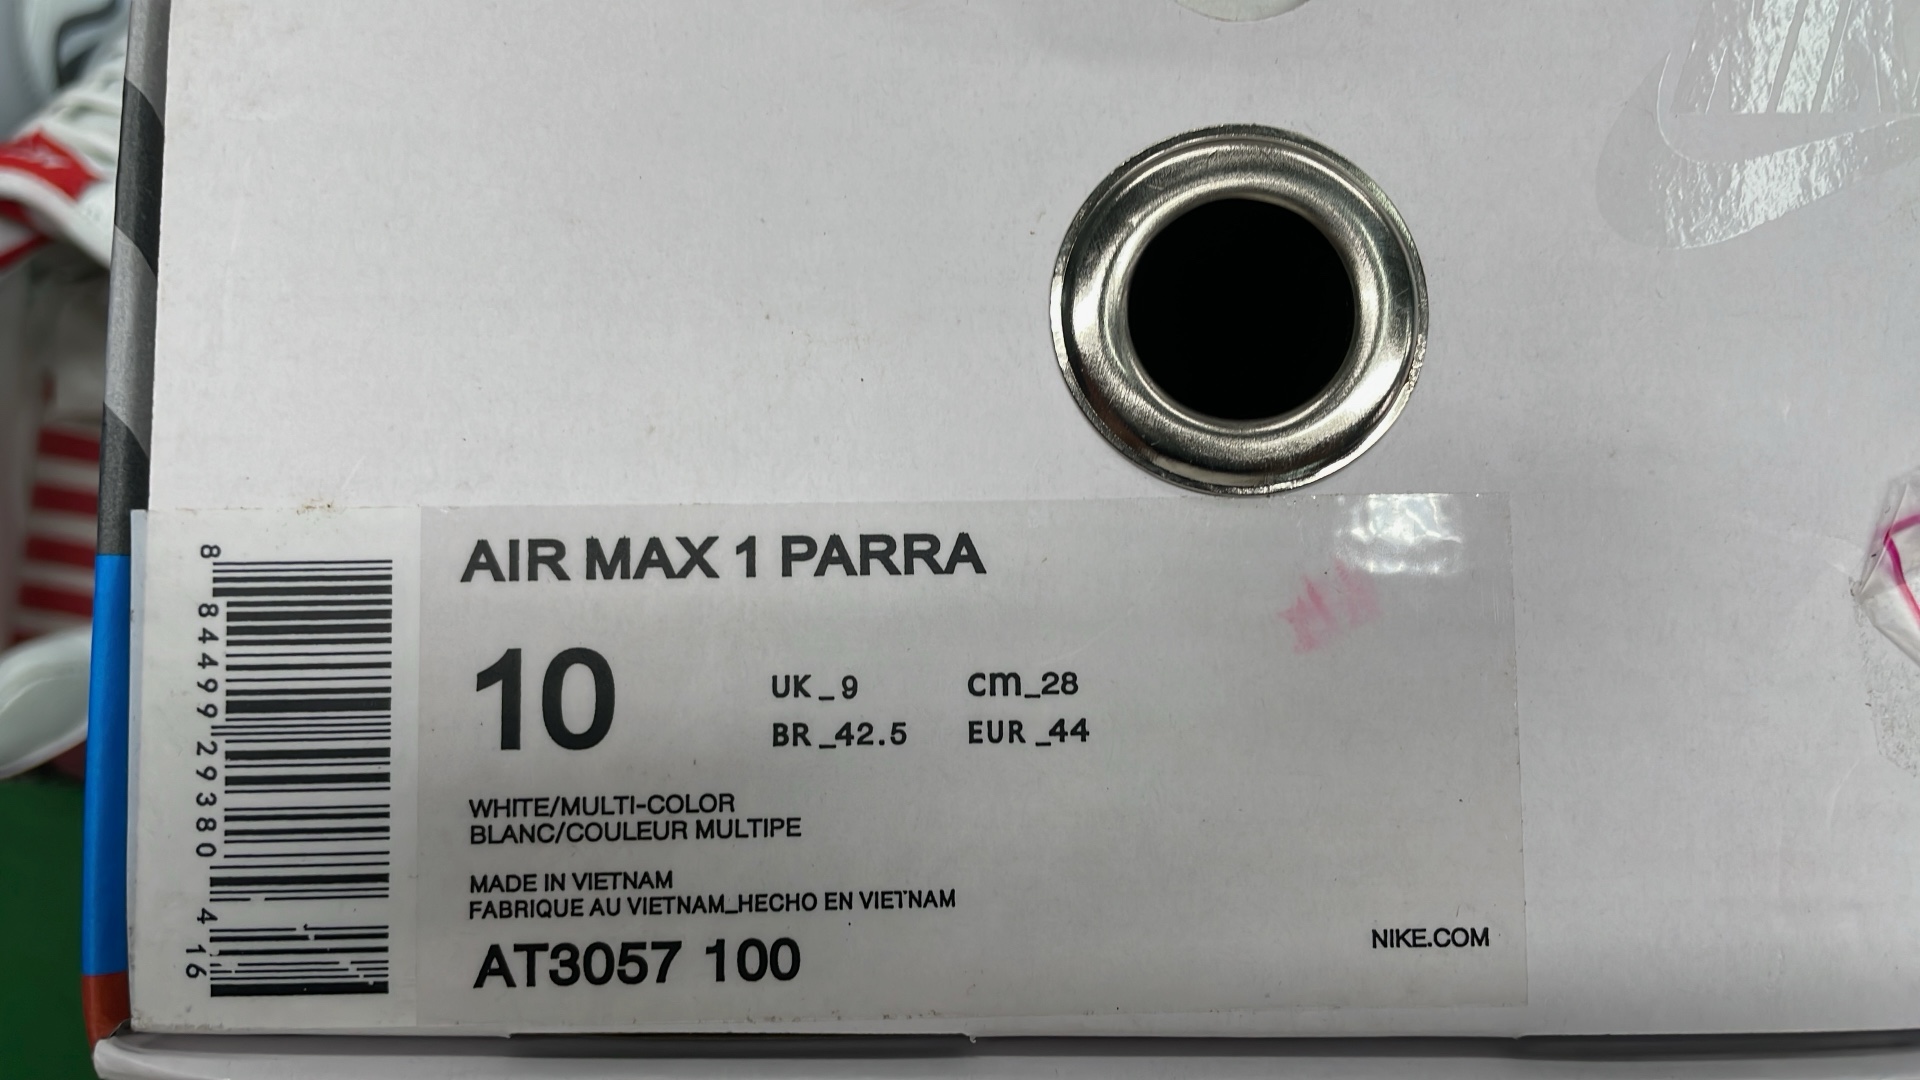 AIR MAX 1 PARRA
10
UK_9
CM_28
BR_42.5
EUR_44
WHITE/MULTI-COLOR
BLANC/COULEUR MULTIPE
MADE IN VIETNAM
FABRIQUE AU VIETNAM_HECHO EN VIETNAM
AT3057 100
NIKE.COM
8 84499 29380 4 16